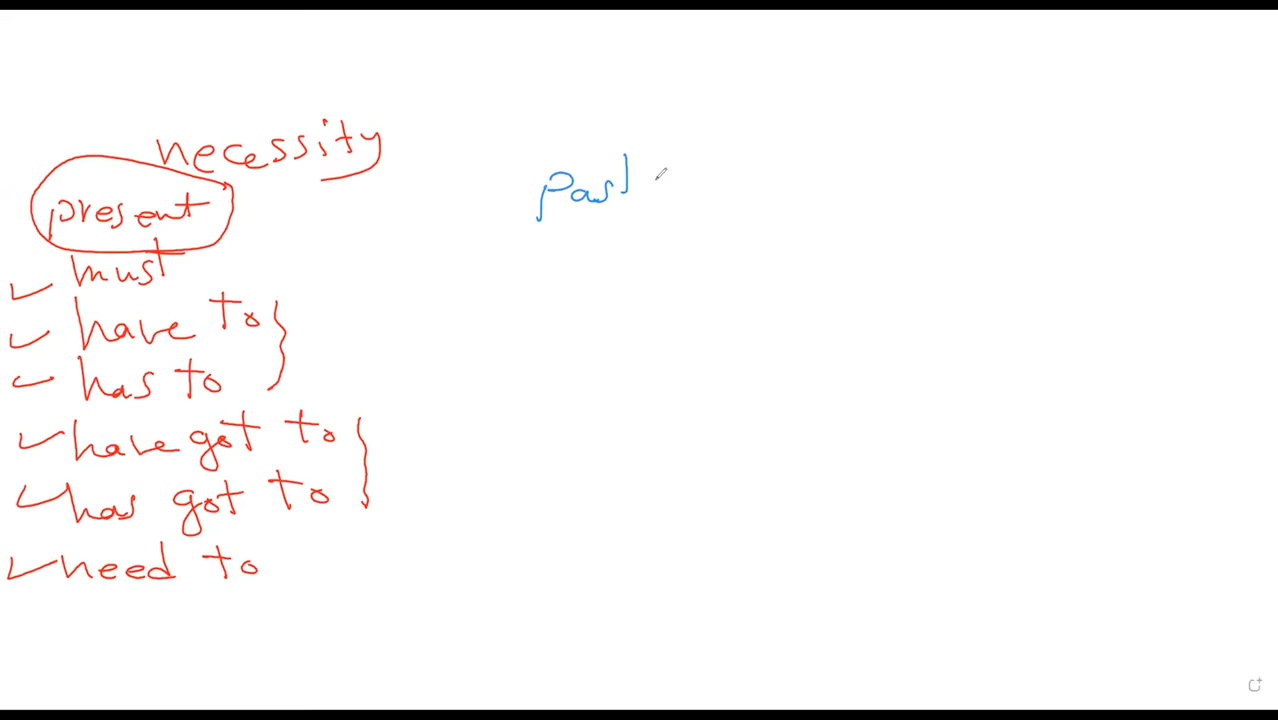 necessity
present
must
have to
has to
have got to
has got to
need to
Past